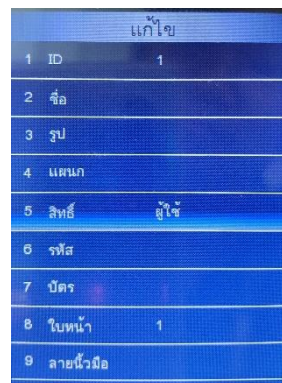 แก้ไข
1 ID 1
2 ชื่อ
3 รูป
4 แผนก
5 สิทธิ์ ผู้ใช้
6 รหัส
7 บัตร
8 ใบหน้า 1
9 ลายนิ้วมือ